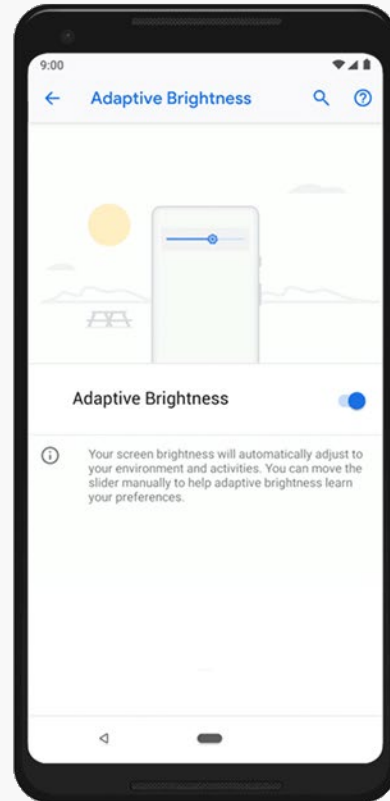 9:00
Adaptive Brightness
Adaptive Brightness
Your screen brightness will automatically adjust to
your environment and activities. You can move the
slider manually to help adaptive brightness learn
your preferences.